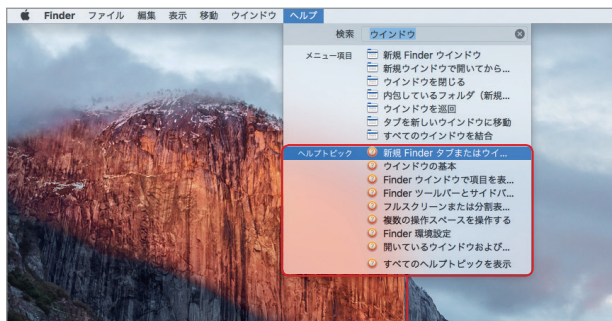 Finder ファイル 編集 表示 移動 ウインドウ ヘルプ
検索 ウインドウ
メニュー項目 新規 Finder ウインドウ
新規ウインドウで開いてから...
ウインドウを閉じる
内包しているフォルダ（新規...
ウインドウを巡回
タブを新しいウインドウに移動
すべてのウインドウを結合
ヘルプトピック 新規 Finder タブまたはウイ...
ウインドウの基本
Finder ウインドウで項目を表...
Finder ツールバーとサイドバ...
フルスクリーンまたは分割表...
複数の操作スペースを操作する
Finder 環境設定
開いているウインドウおよび...
すべてのヘルプトピックを表示